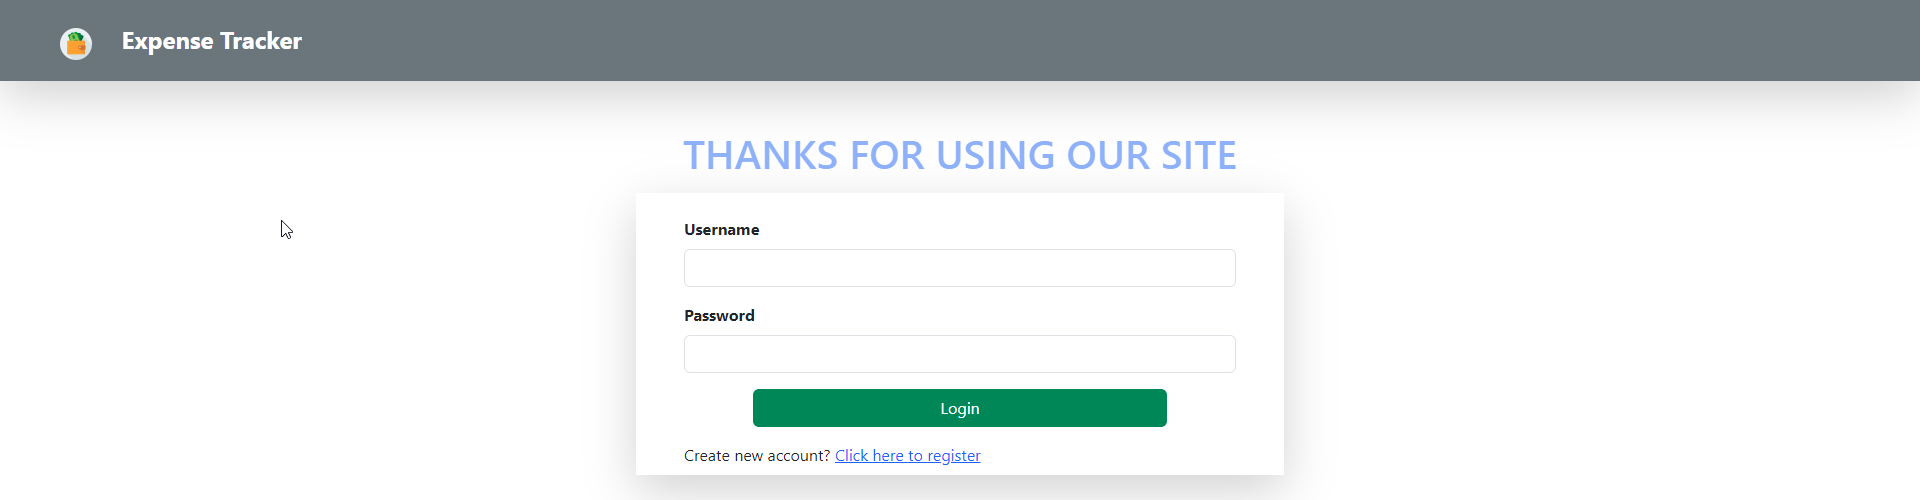 Expense Tracker
THANKS FOR USING OUR SITE
Username
Password
Login
Create new account? Click here to register